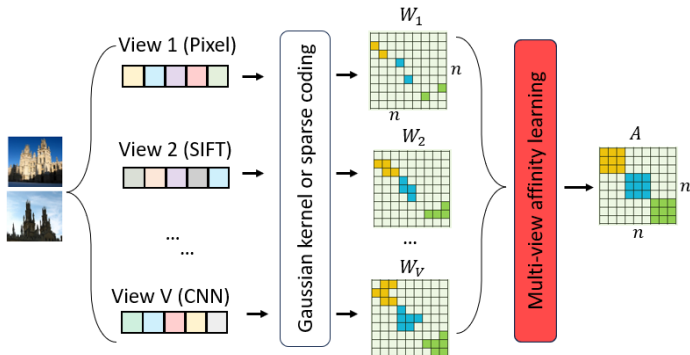 View 1 (Pixel)
View 2 (SIFT)
...
...
View V (CNN)
Gaussian kernel or sparse coding
W₁
n
n
W₂
...
W_V
Multi-view affinity learning
A
n
n